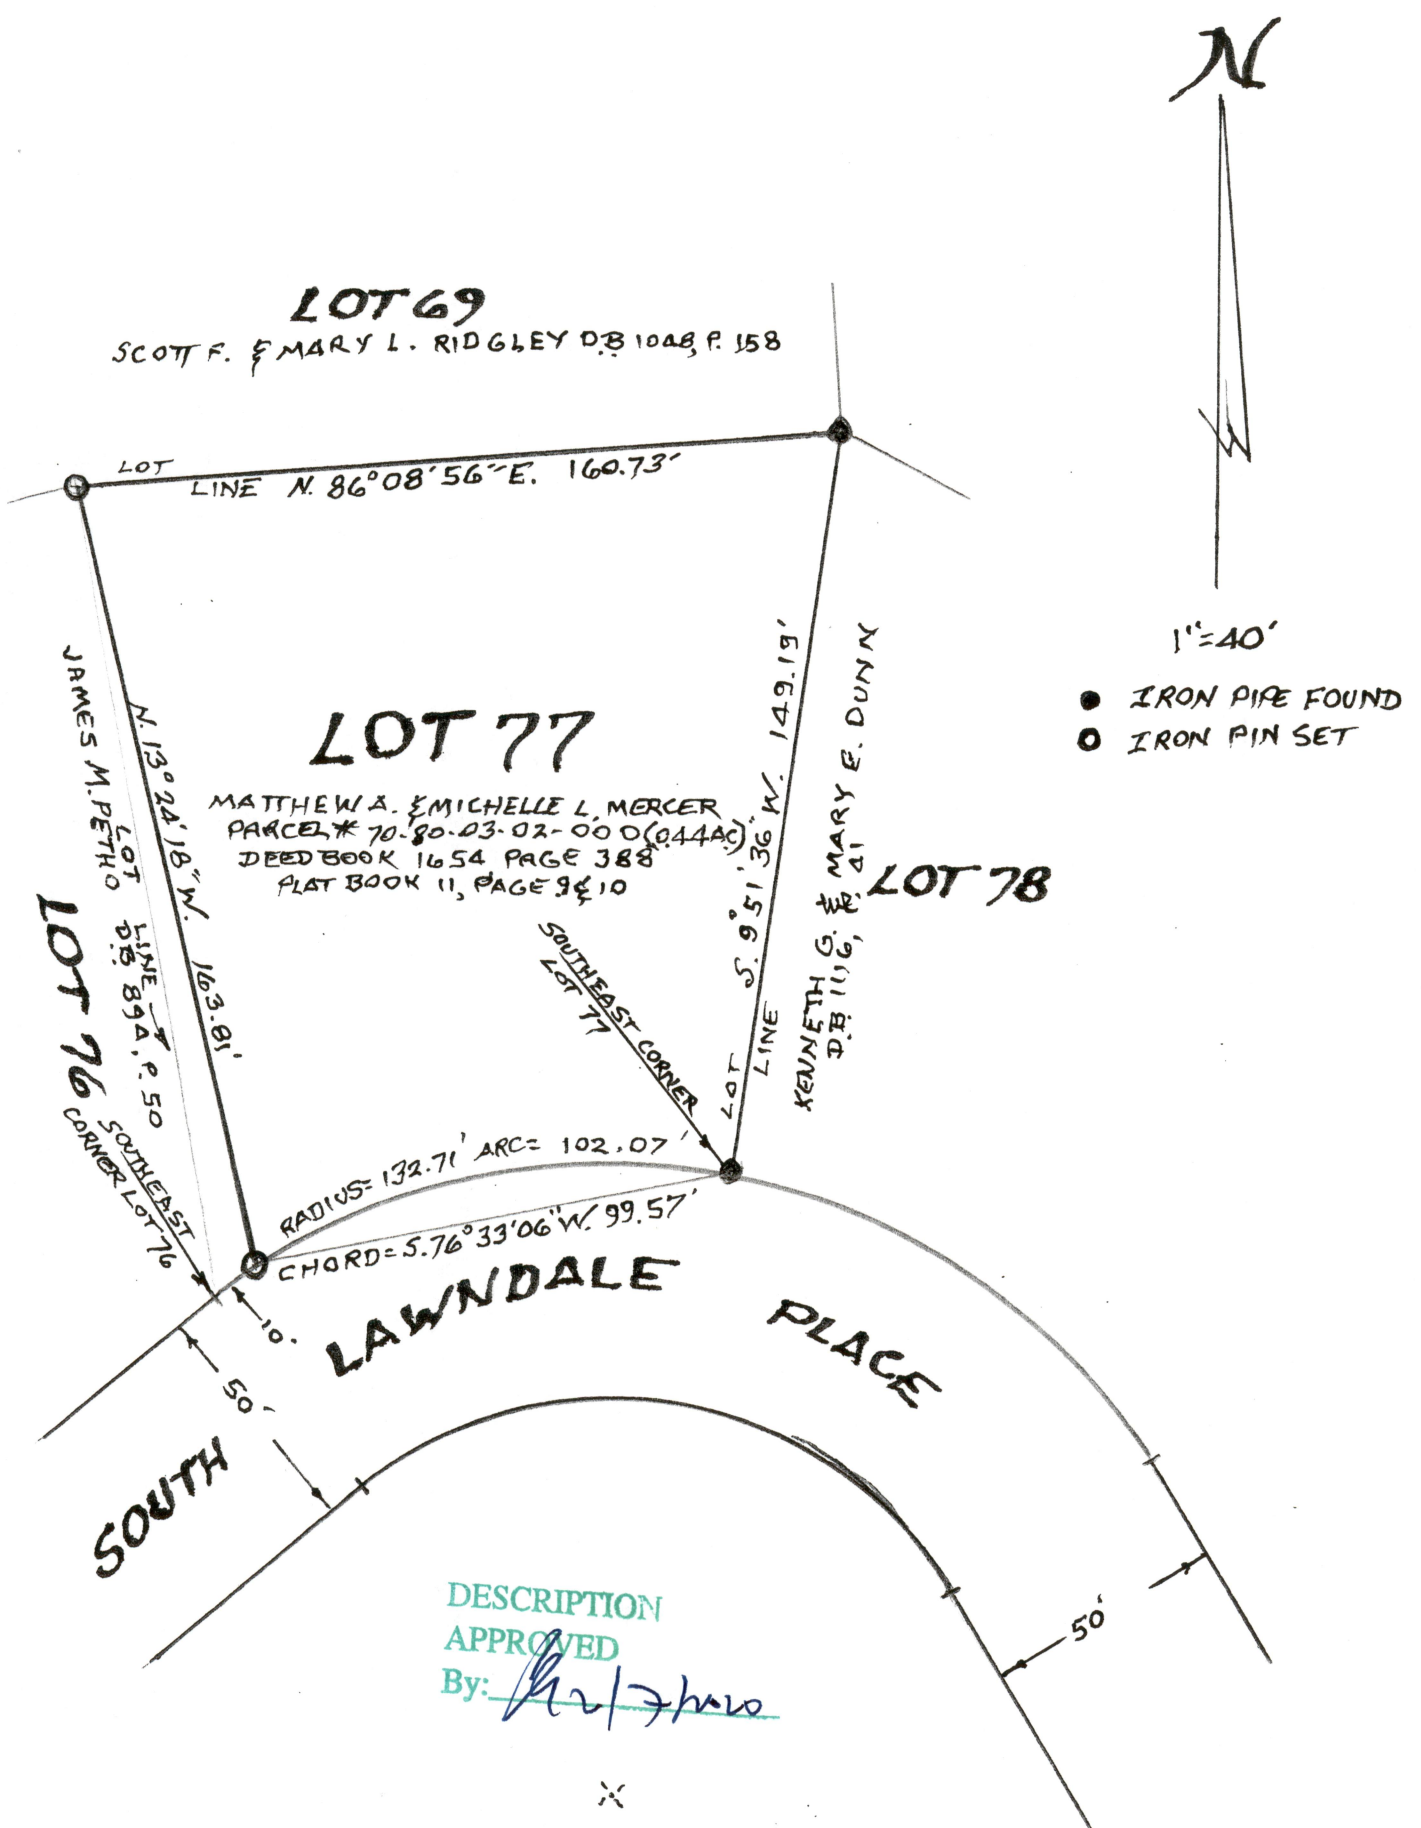 N
LOT 69
SCOTT F. & MARY L. RIDGLEY D.B 1048, P. 158
LOT
LINE N. 86°08'56"E. 160.73'
1"=40'
● IRON PIPE FOUND
○ IRON PIN SET
LOT 77
MATTHEW A. & MICHELLE L. MERCER
PARCEL# 70-80-03-02-000(0.44AC)
DEED BOOK 1654 PAGE 388
PLAT BOOK 11, PAGE 9 & 10
N. 13°24'18"W. 163.81'
LOT LINE
JAMES M. PETHO
D.B 894, P. 50
LOT 76
SOUTHEAST
CORNER LOT 76
SOUTHEAST CORNER
LOT 77
S. 9°51'36"W. 149.19'
LOT LINE
KENNETH G. & MARY E. DUNN
D.B. 1116, P. 41
LOT 78
RADIUS= 132.71' ARC= 102.07'
CHORD= S.76°33'06"W. 99.57'
10.
50'
SOUTH LAWNDALE PLACE
50'
DESCRIPTION
APPROVED
By: